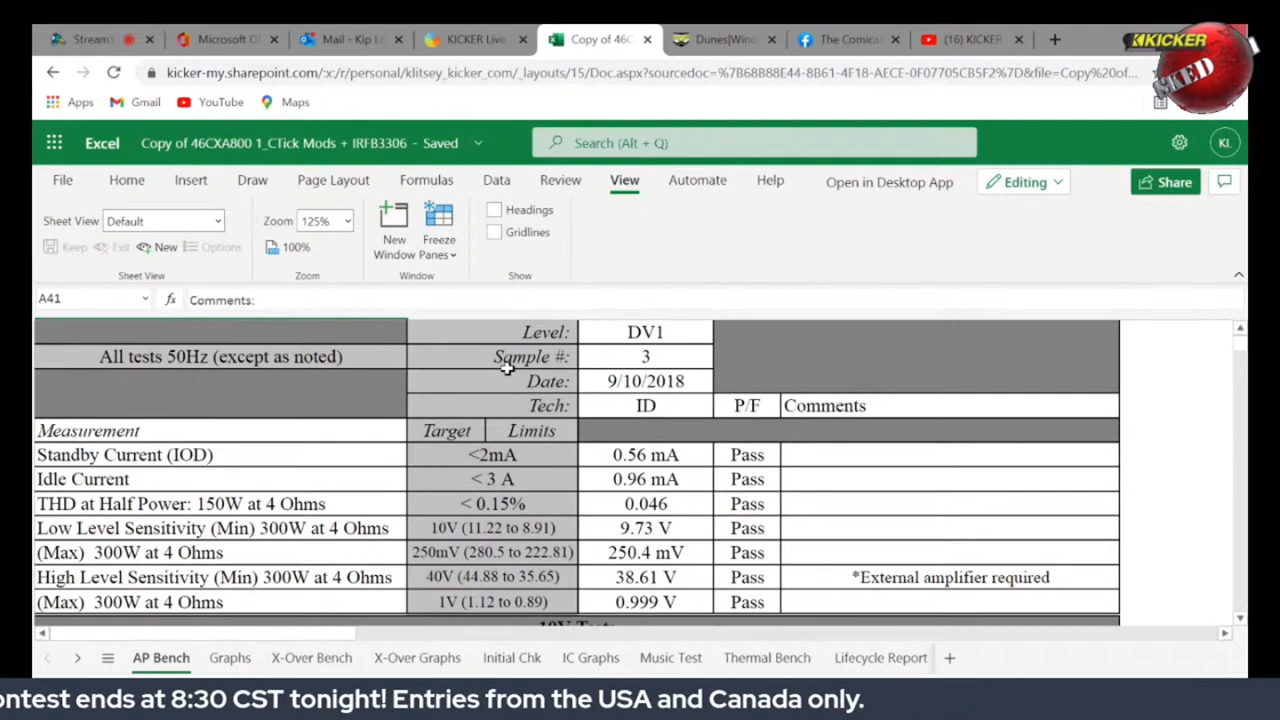 StreamY
Microsoft O
Mail - Kip Li
KICKER Live
Copy of 46C
Dunes|Winc
The Comica
(16) KICKER
KICKER
kicker-my.sharepoint.com/:x:/r/personal/klitsey_kicker_com/_layouts/15/Doc.aspx?sourcedoc=%7B68B88E44-8B61-4F18-AECE-0F07705CB5F2%7D&file=Copy%20of...
Apps Gmail YouTube Maps
Excel Copy of 46CXA800 1_CTick Mods + IRFB3306 - Saved Search (Alt + Q) KL
File Home Insert Draw Page Layout Formulas Data Review View Automate Help Open in Desktop App Editing Share
Sheet View Default Zoom 125% Headings
New Freeze Gridlines
Keep Exit New Options 100% Window Panes
Sheet View Zoom Window Show
A41 fx Comments:
Level: DV1
All tests 50Hz (except as noted) Sample #: 3
Date: 9/10/2018
Tech: ID P/F Comments
Measurement Target Limits
Standby Current (IOD) <2mA 0.56 mA Pass
Idle Current < 3 A 0.96 mA Pass
THD at Half Power: 150W at 4 Ohms < 0.15% 0.046 Pass
Low Level Sensitivity (Min) 300W at 4 Ohms 10V (11.22 to 8.91) 9.73 V Pass
(Max) 300W at 4 Ohms 250mV (280.5 to 222.81) 250.4 mV Pass
High Level Sensitivity (Min) 300W at 4 Ohms 40V (44.88 to 35.65) 38.61 V Pass *External amplifier required
(Max) 300W at 4 Ohms 1V (1.12 to 0.89) 0.999 V Pass
AP Bench Graphs X-Over Bench X-Over Graphs Initial Chk IC Graphs Music Test Thermal Bench Lifecycle Report
ontest ends at 8:30 CST tonight! Entries from the USA and Canada only.